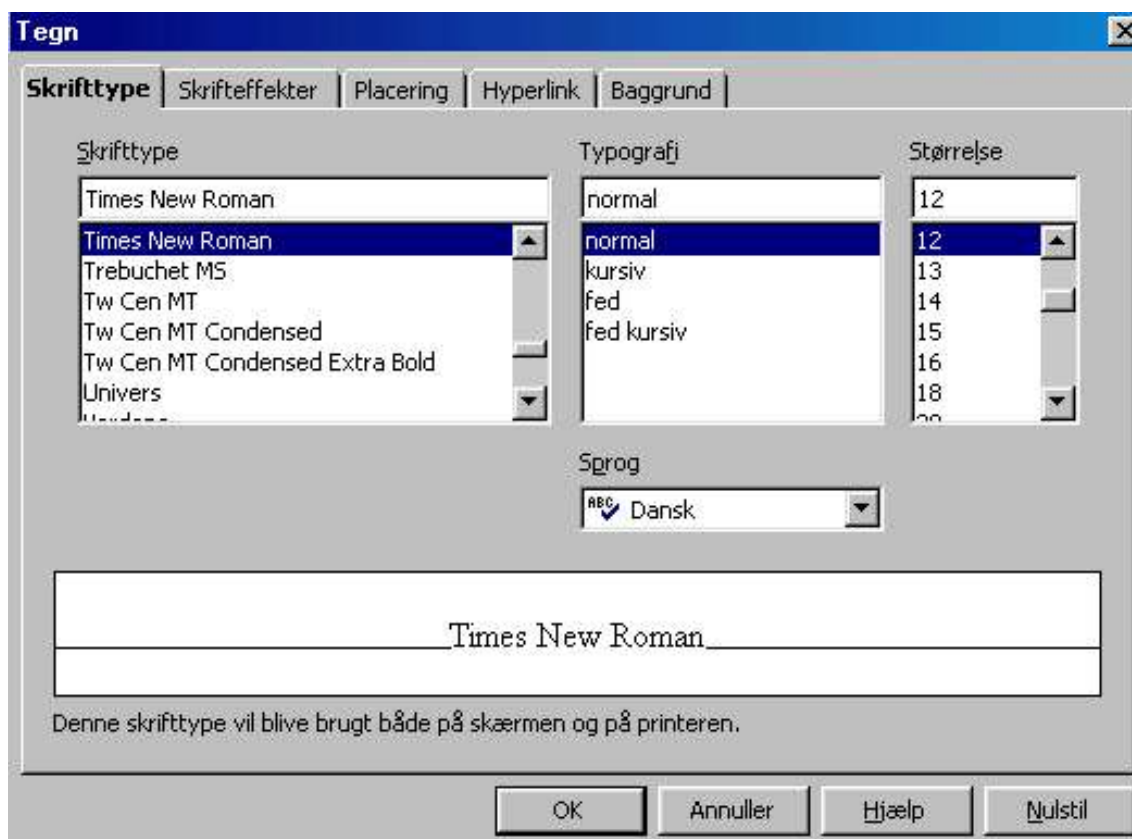 Tegn
Skrifttype Skrifteffekter Placering Hyperlink Baggrund
Skrifttype
Times New Roman
Times New Roman
Trebuchet MS
Tw Cen MT
Tw Cen MT Condensed
Tw Cen MT Condensed Extra Bold
Univers
Typografi
normal
normal
kursiv
fed
fed kursiv
Størrelse
12
12
13
14
15
16
18
Sprog
ABC Dansk
Times New Roman
Denne skrifttype vil blive brugt både på skærmen og på printeren.
OK Annuller Hjælp Nulstil